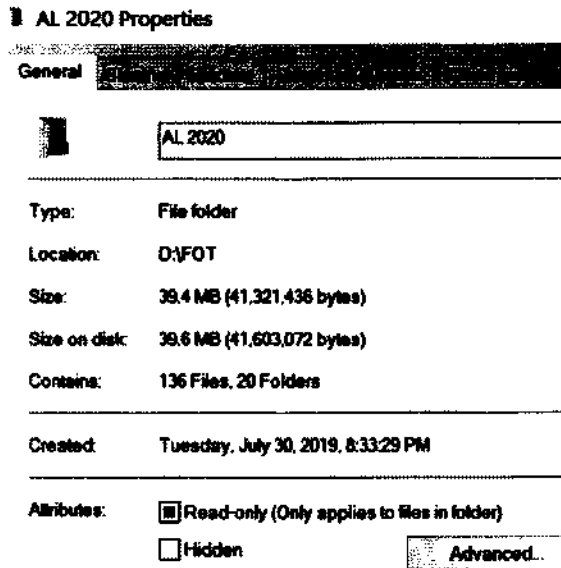 AL 2020 Properties
General
AL 2020
Type: File folder
Location: D:\FOT
Size: 39.4 MB (41,321,436 bytes)
Size on disk: 39.6 MB (41,603,072 bytes)
Contains: 136 Files, 20 Folders
Created: Tuesday, July 30, 2019, 8:33:29 PM
Attributes: Read-only (Only applies to files in folder)
Hidden
Advanced...